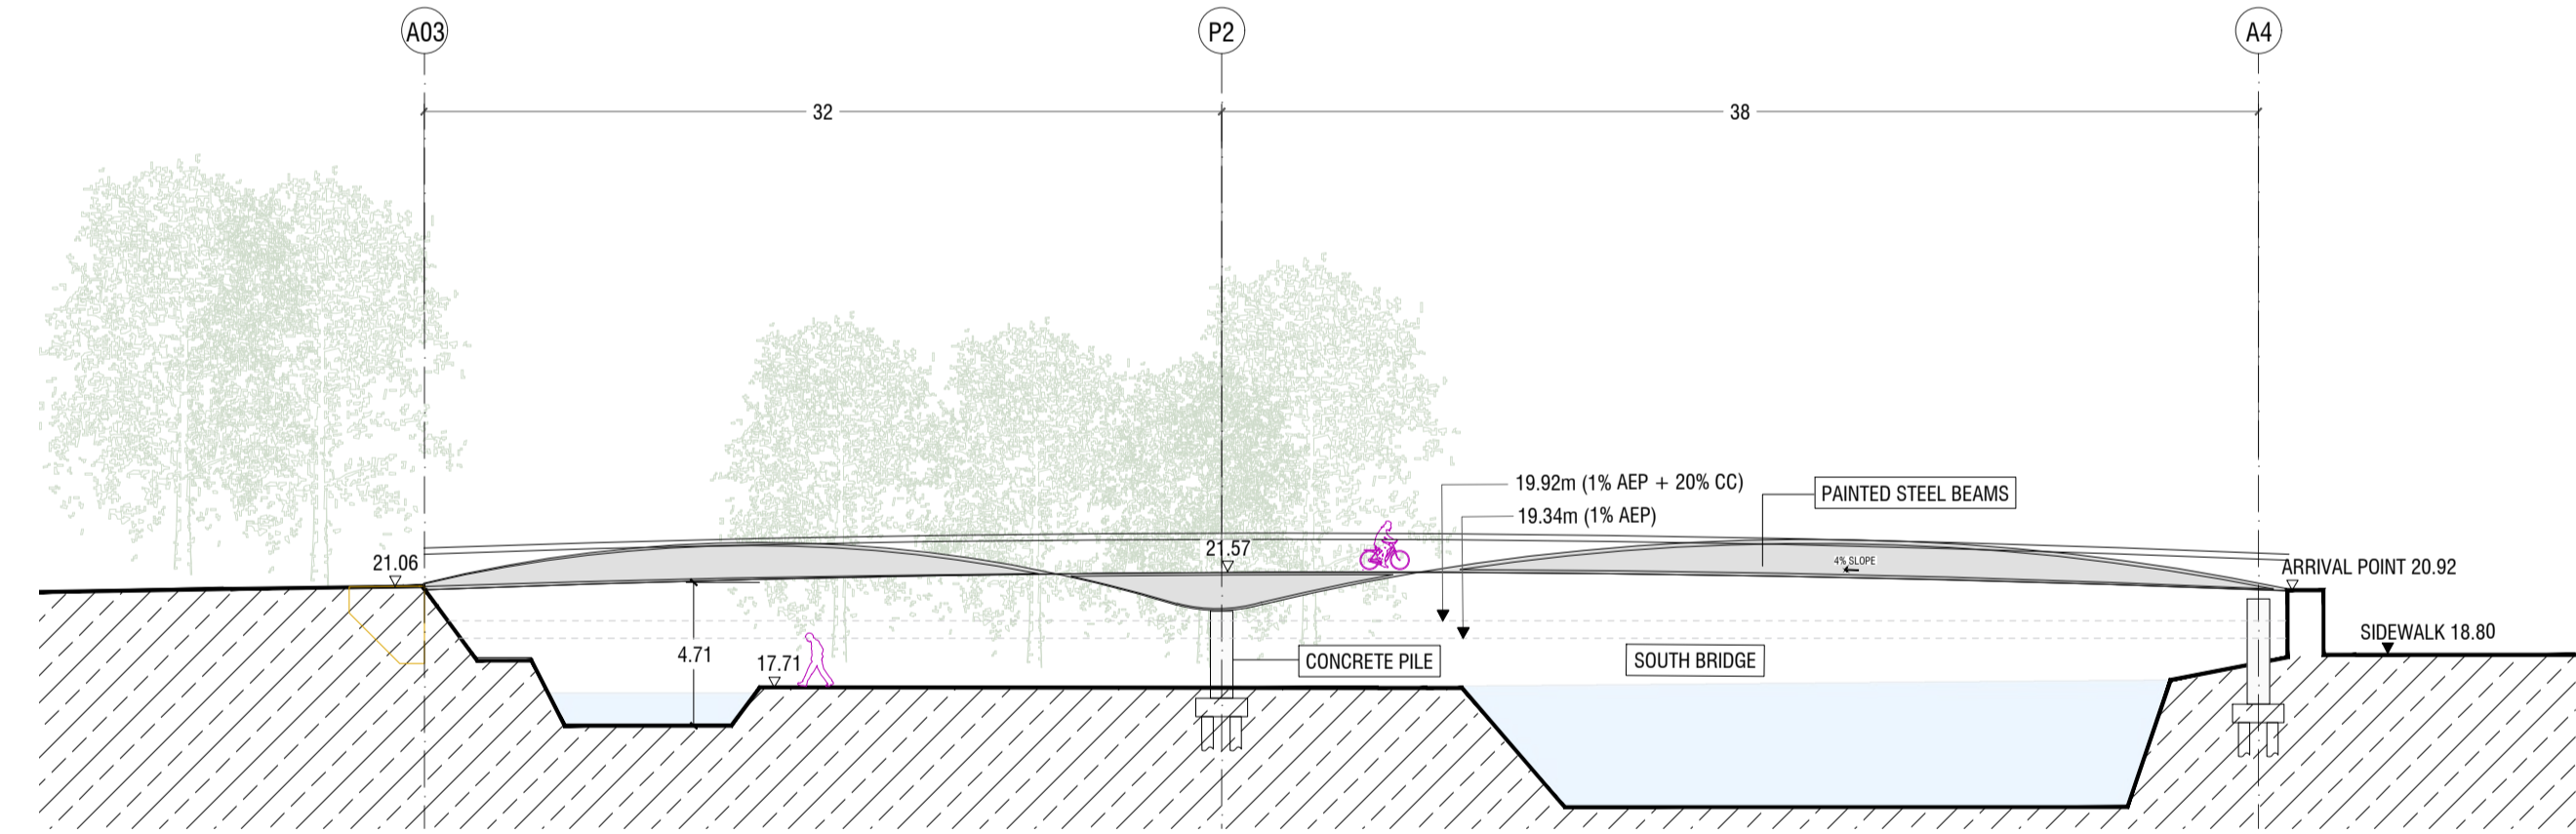 A03
P2
A4
32
38
19.92m (1% AEP + 20% CC)
PAINTED STEEL BEAMS
19.34m (1% AEP)
21.57
21.06
4% SLOPE
ARRIVAL POINT 20.92
SIDEWALK 18.80
4.71
17.71
CONCRETE PILE
SOUTH BRIDGE